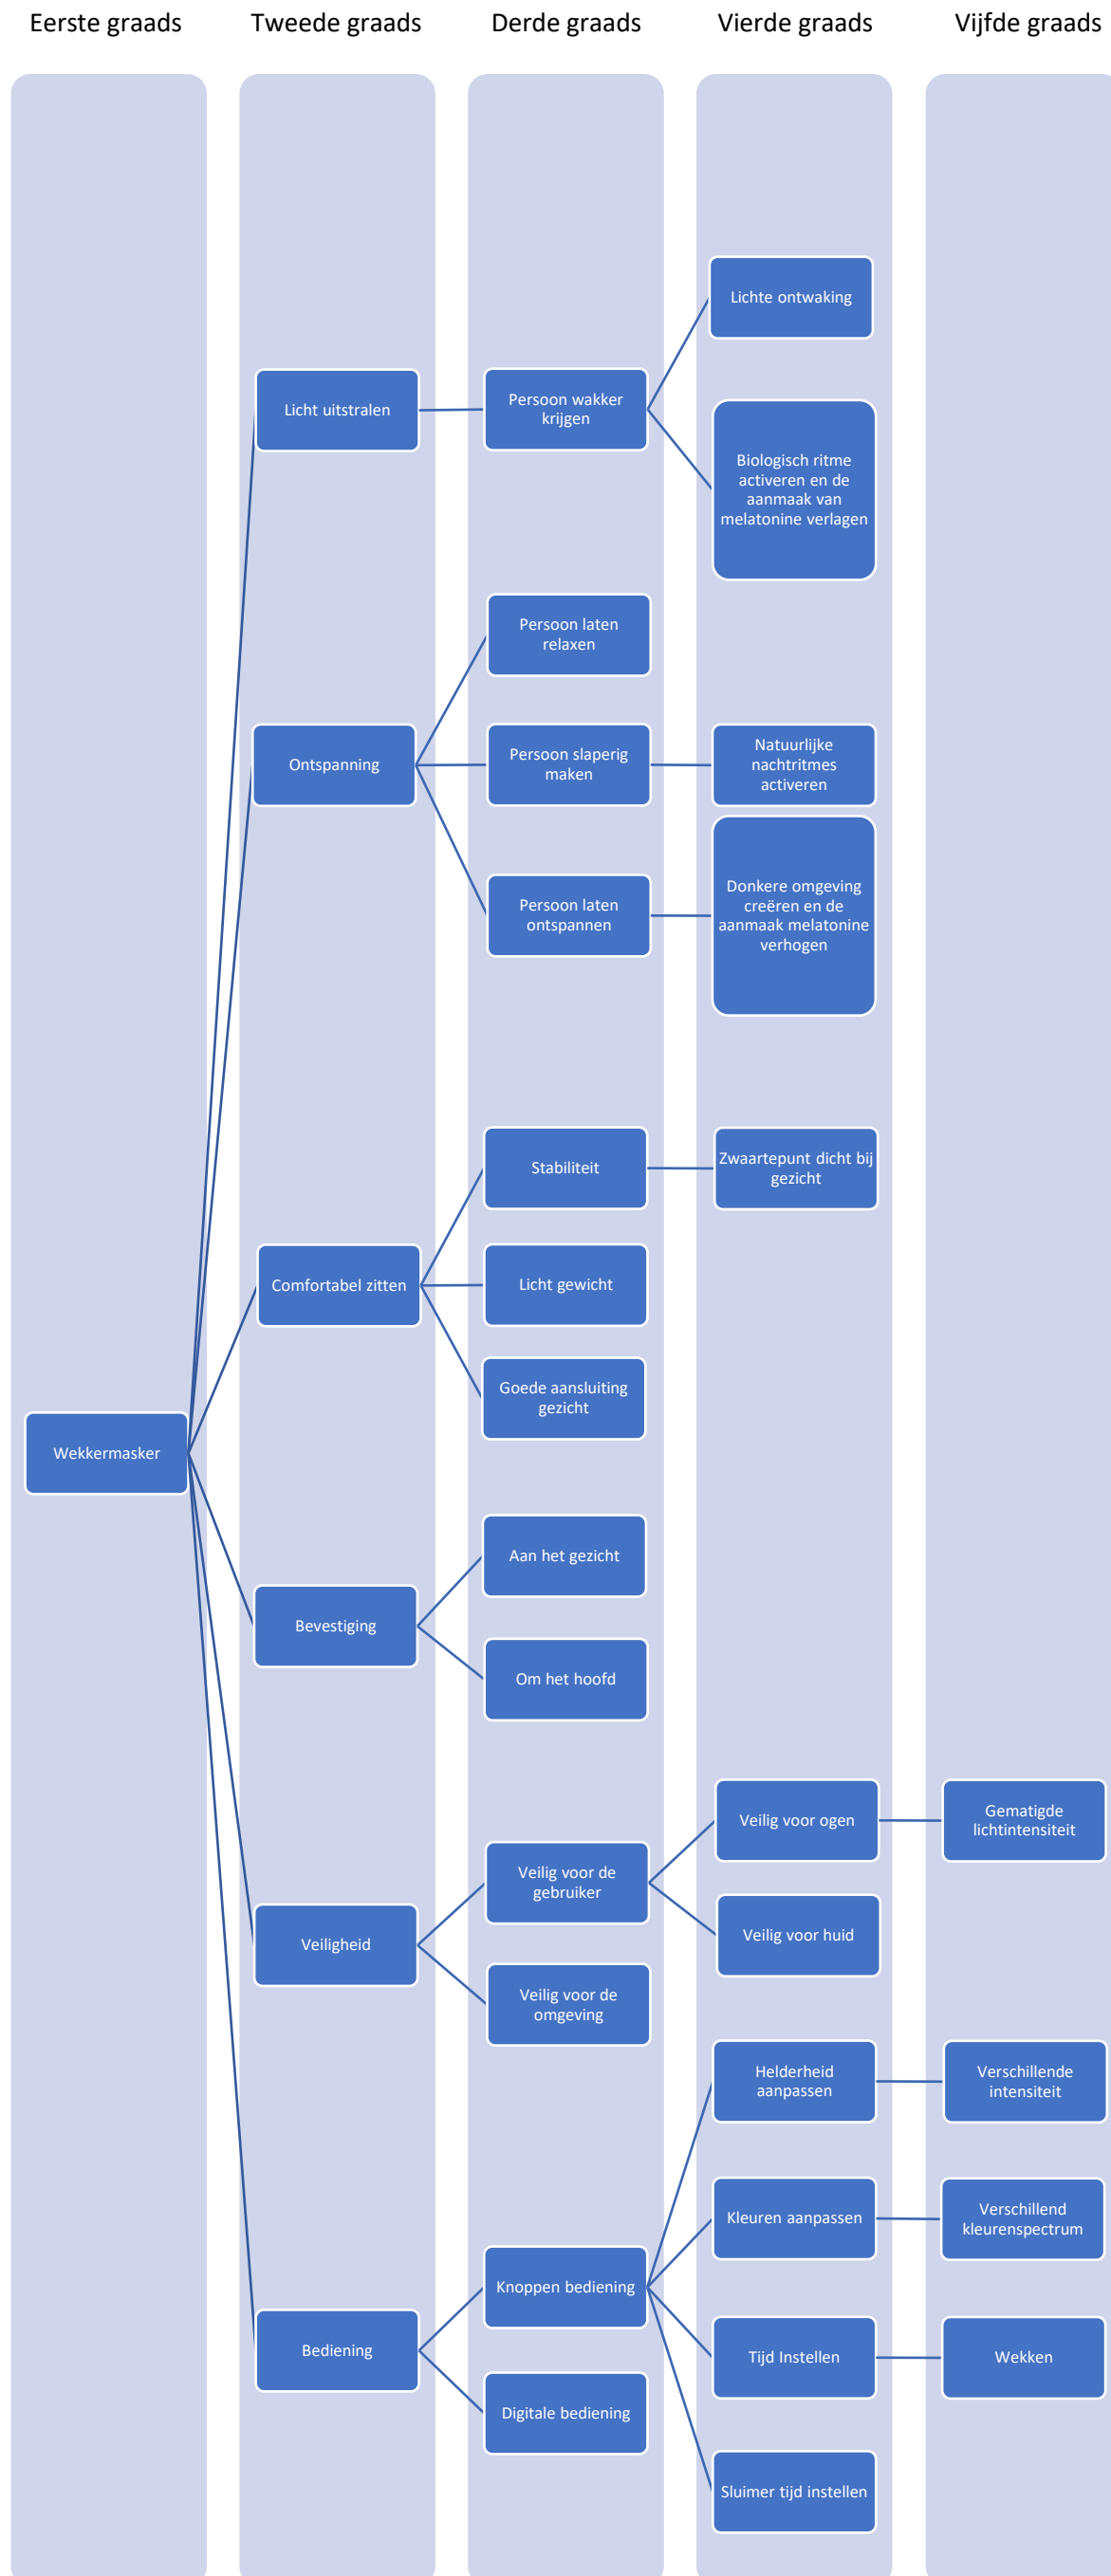 Eerste graads
Tweede graads
Derde graads
Vierde graads
Vijfde graads
Lichte ontwaking
Licht uitstralen
Persoon wakker
krijgen
Biologisch ritme
activeren en de
aanmaak van
melatonine verlagen
Persoon laten
relaxen
Ontspanning
Persoon slaperig
maken
Natuurlijke
nachtritmes
activeren
Persoon laten
ontspannen
Donkere omgeving
creëren en de
aanmaak melatonine
verhogen
Stabiliteit
Zwaartepunt dicht bij
gezicht
Comfortabel zitten
Licht gewicht
Goede aansluiting
gezicht
Wekkermasker
Aan het gezicht
Bevestiging
Om het hoofd
Veilig voor ogen
Gematigde
lichtintensiteit
Veilig voor de
gebruiker
Veilig voor huid
Veiligheid
Veilig voor de
omgeving
Helderheid
aanpassen
Verschillende
intensiteit
Kleuren aanpassen
Verschillend
kleurenspectrum
Knoppen bediening
Bediening
Tijd Instellen
Wekken
Digitale bediening
Sluimer tijd instellen